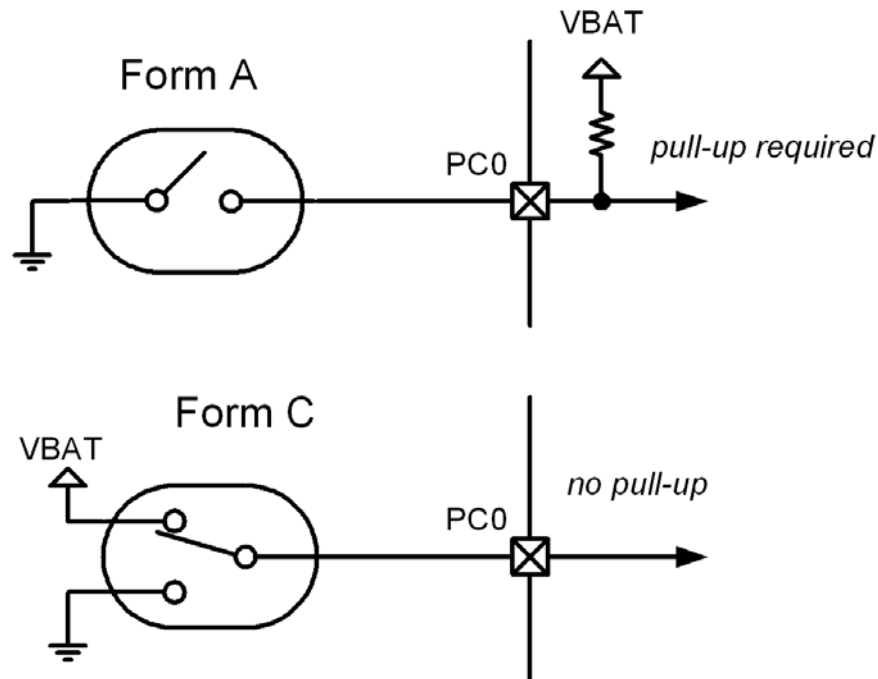 VBAT
Form A
PC0
pull-up required
Form C
VBAT
PC0
no pull-up